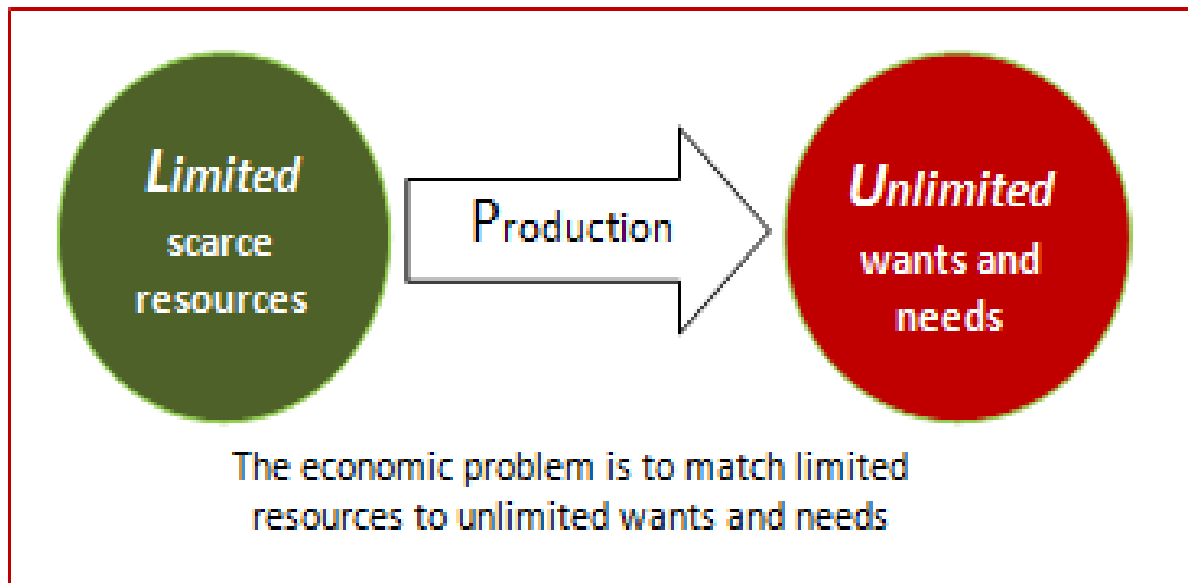 Limited
scarce
resources
Production
Unlimited
wants and
needs
The economic problem is to match limited
resources to unlimited wants and needs